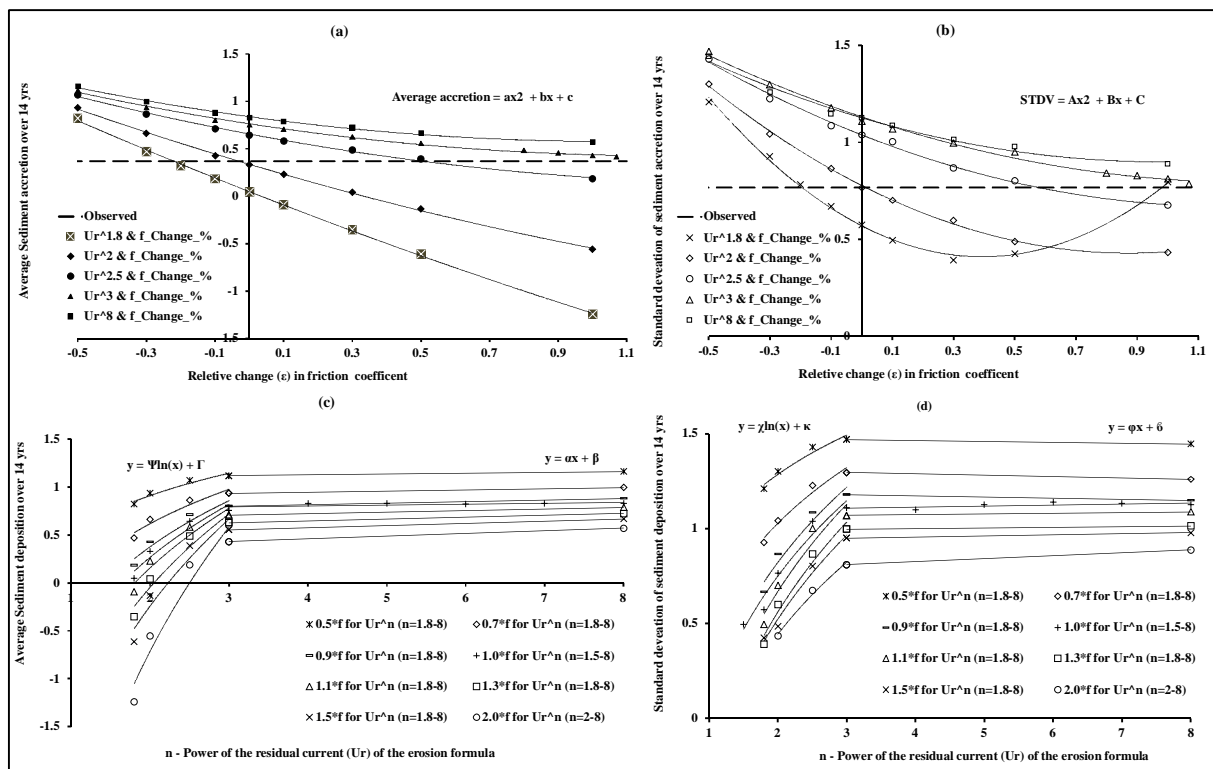 (a)
1.5
1
0.5
0
-0.5
-1
1.5
-0.5
-0.3
-0.1
0.1
0.3
0.5
0.7
0.9
1.1
Average Sediment accretion over 14 yrs
Average accretion = ax2 + bx + c
Observed
Ur^1.8 & f_Change_%
Ur^2 & f_Change_%
Ur^2.5 & f_Change_%
Ur^3 & f_Change_%
Ur^8 & f_Change_%
Reletive change (ε) in friction coefficent
(b)
1.5
1
0.5
0
-0.5
-0.3
-0.1
0.1
0.3
0.5
0.7
0.9
1.1
Standard deveation of sediment accretion over 14 yrs
STDV = Ax2 + Bx + C
Observed
Ur^1.8 & f_Change_%
Ur^2 & f_Change_%
Ur^2.5 & f_Change_%
Ur^3 & f_Change_%
Ur^8 & f_Change_%
Reletive change (ε) in friction coefficent
(c)
1.5
1
0.5
0
-0.5
-1
-1.5
1
2
3
4
5
6
7
8
Average Sediment deposition over 14 yrs
y = Ψln(x) + Γ
y = αx + β
0.5*f for Ur^n (n=1.8-8)
0.7*f for Ur^n (n=1.8-8)
0.9*f for Ur^n (n=1.8-8)
1.0*f for Ur^n (n=1.5-8)
1.1*f for Ur^n (n=1.8-8)
1.3*f for Ur^n (n=1.8-8)
1.5*f for Ur^n (n=1.8-8)
2.0*f for Ur^n (n=2-8)
n - Power of the residual current (Ur) of the erosion formula
(d)
1.5
1
0.5
0
1
2
3
4
5
6
7
8
Standard deveation of sediment deposition over 14 yrs
y = χln(x) + κ
y = φx + б
0.5*f for Ur^n (n=1.8-8)
0.7*f for Ur^n (n=1.8-8)
0.9*f for Ur^n (n=1.8-8)
1.0*f for Ur^n (n=1.5-8)
1.1*f for Ur^n (n=1.8-8)
1.3*f for Ur^n (n=1.8-8)
1.5*f for Ur^n (n=1.8-8)
2.0*f for Ur^n (n=2-8)
n - Power of the residual current (Ur) of the erosion formula